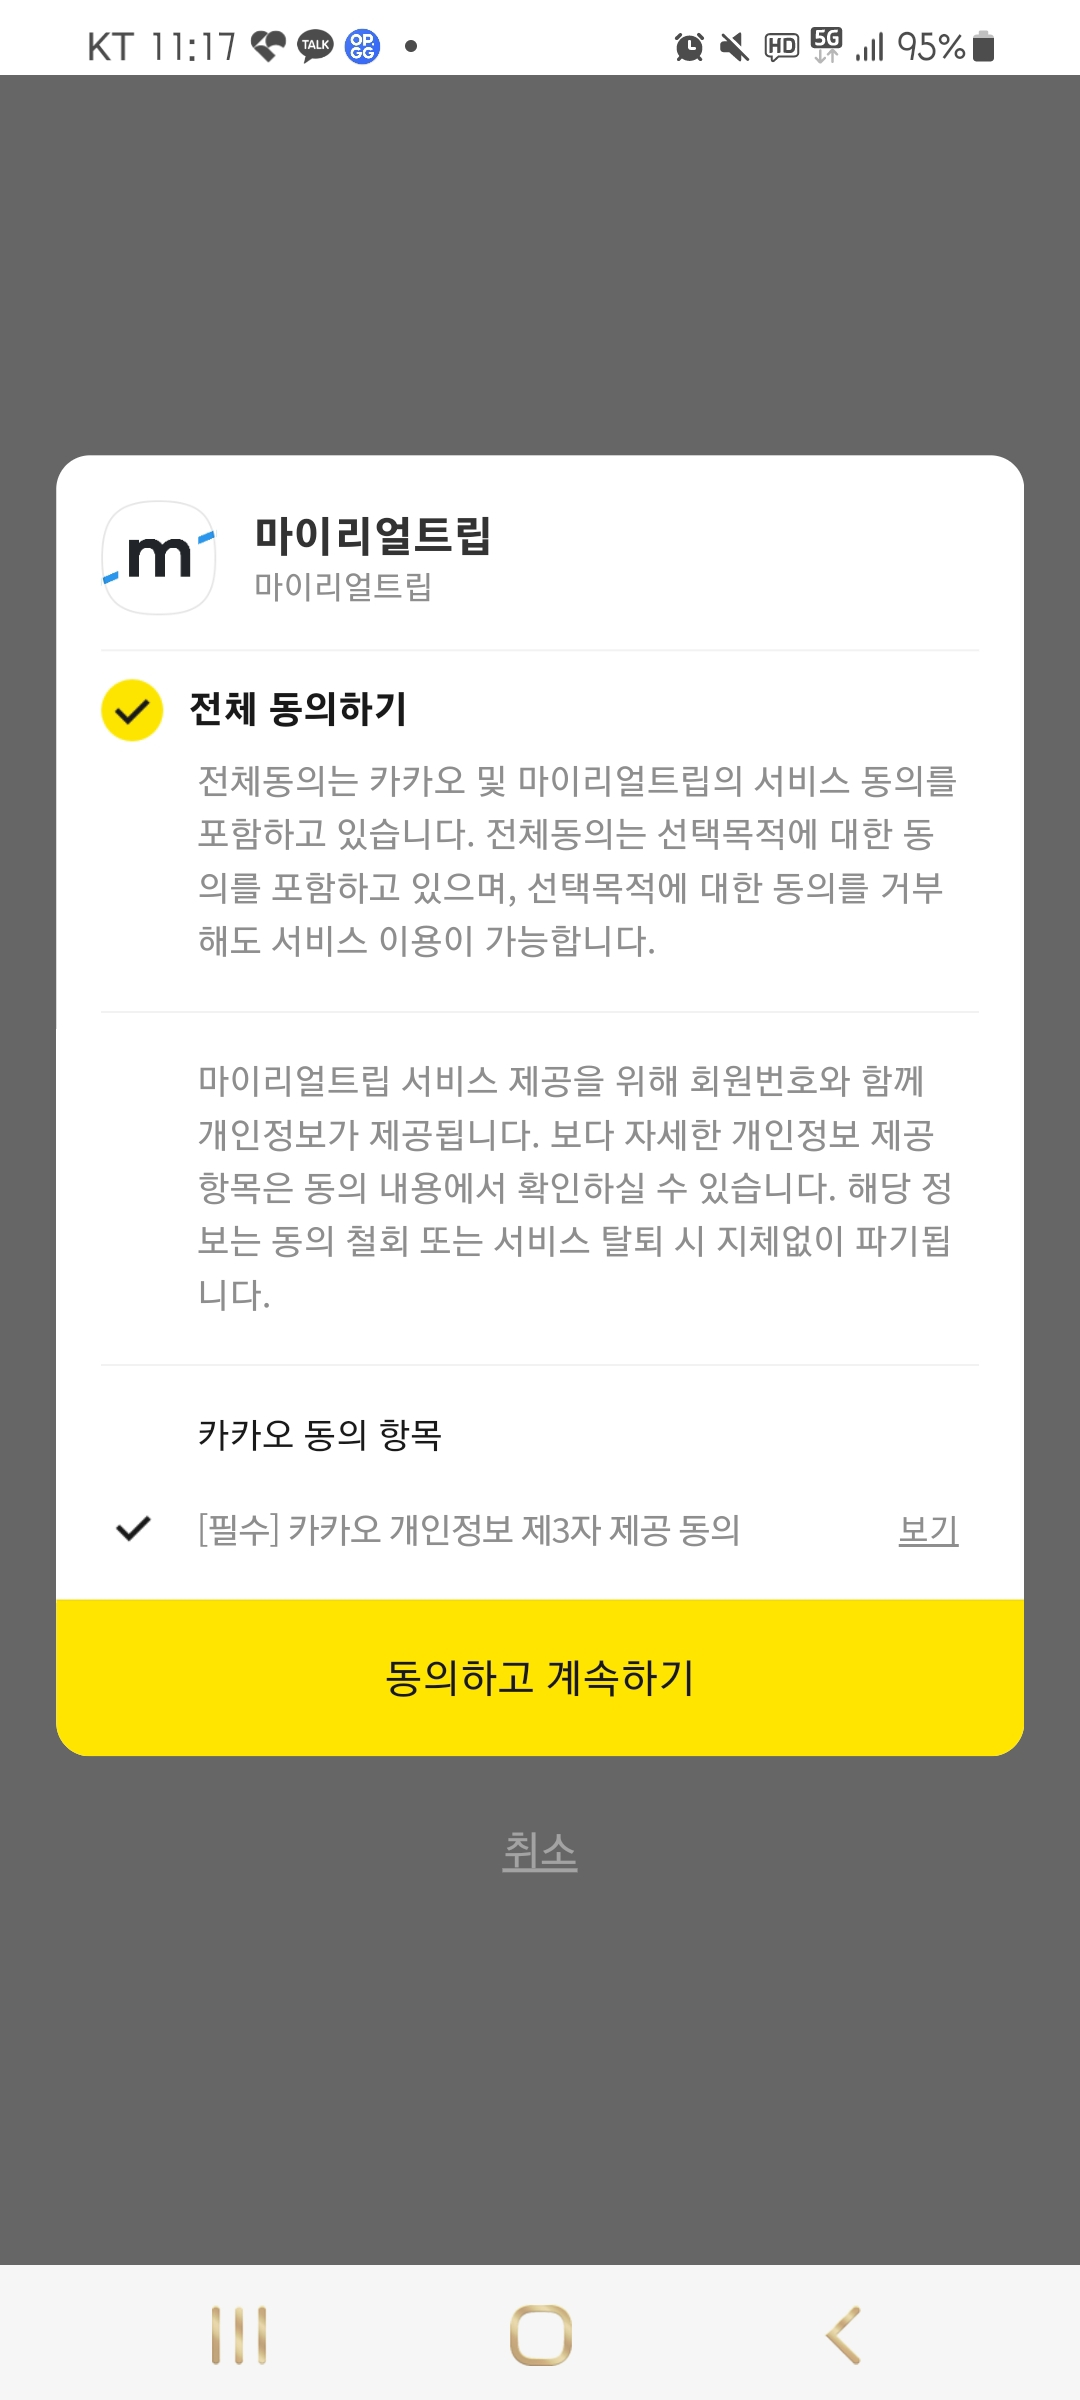 KT 11:17 TALK OP.GG HD 5G 95%
m
마이리얼트립
마이리얼트립
전체 동의하기
전체동의는 카카오 및 마이리얼트립의 서비스 동의를
포함하고 있습니다. 전체동의는 선택목적에 대한 동
의를 포함하고 있으며, 선택목적에 대한 동의를 거부
해도 서비스 이용이 가능합니다.
마이리얼트립 서비스 제공을 위해 회원번호와 함께
개인정보가 제공됩니다. 보다 자세한 개인정보 제공
항목은 동의 내용에서 확인하실 수 있습니다. 해당 정
보는 동의 철회 또는 서비스 탈퇴 시 지체없이 파기됩
니다.
카카오 동의 항목
[필수] 카카오 개인정보 제3자 제공 동의 보기
동의하고 계속하기
취소